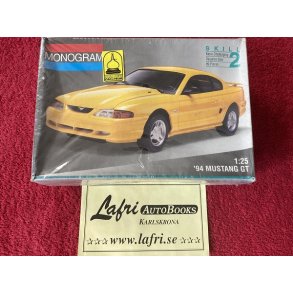 MONOGRAM
SKILL
2
1:25
'94 MUSTANG GT
Lafri AUTOBOOKS
KARLSKRONA
☆☆☆ www.lafri.se ☆☆☆